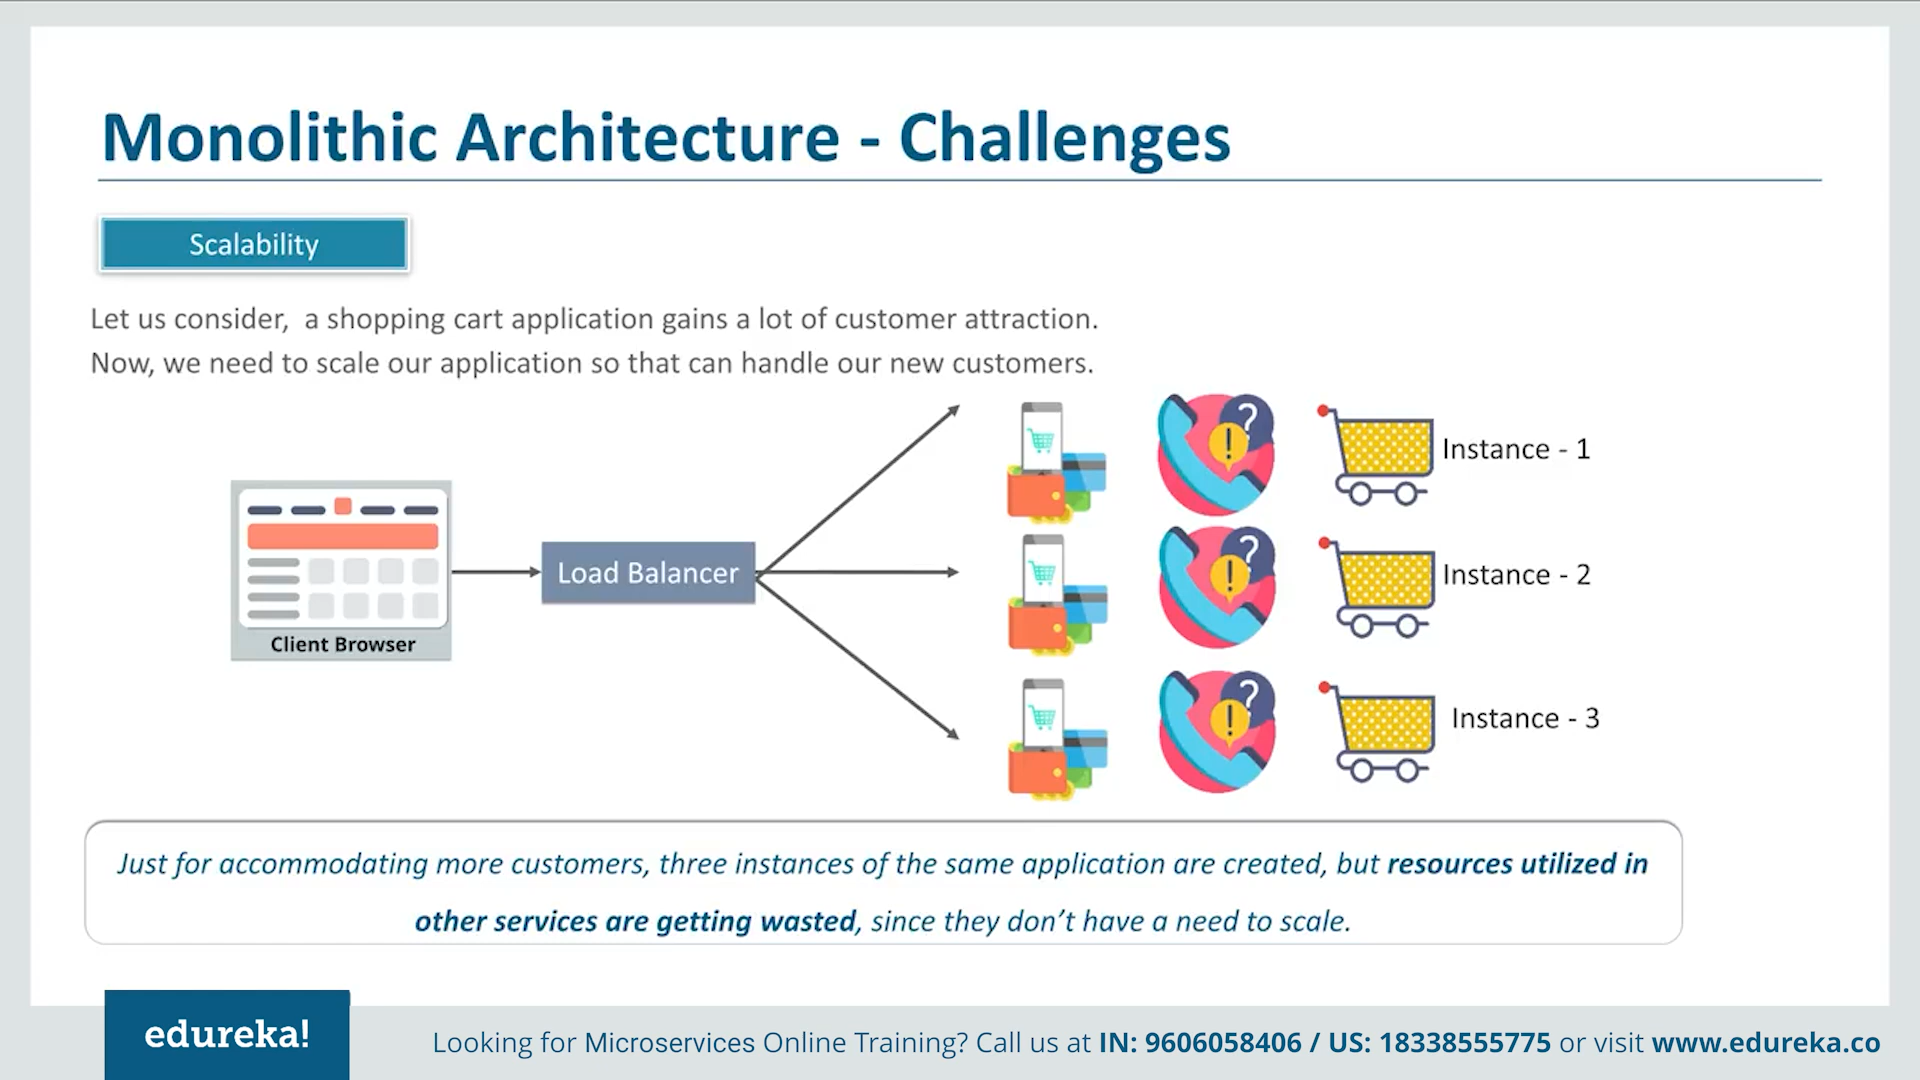 Monolithic Architecture - Challenges
Scalability
Let us consider,  a shopping cart application gains a lot of customer attraction.
Now, we need to scale our application so that can handle our new customers.
Client Browser
Load Balancer
?
!
Instance - 1
?
!
Instance - 2
?
!
Instance - 3
Just for accommodating more customers, three instances of the same application are created, but resources utilized in
other services are getting wasted, since they don’t have a need to scale.
edureka!
Looking for Microservices Online Training? Call us at IN: 9606058406 / US: 18338555775 or visit www.edureka.co